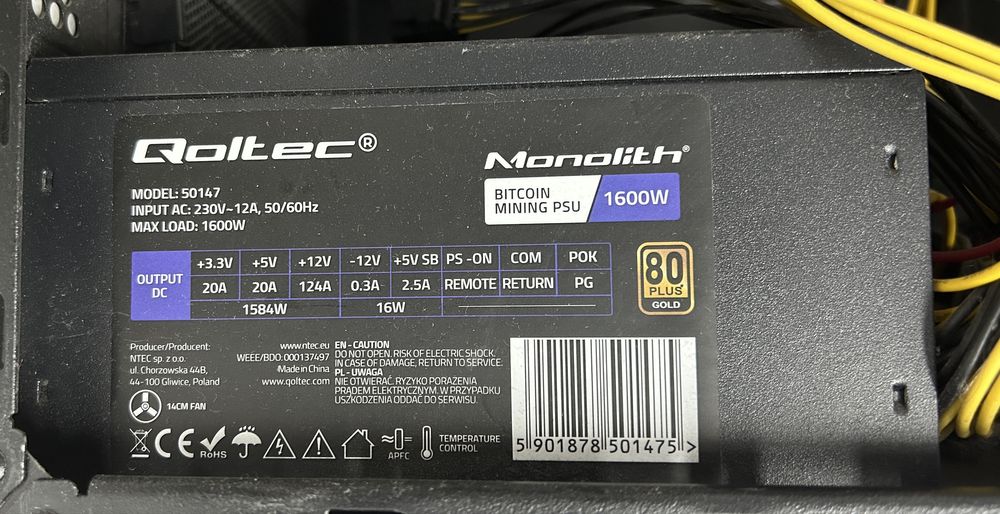 Qoltec®
Monolith®
BITCOIN
MINING PSU
1600W
MODEL: 50147
INPUT AC: 230V~12A, 50/60Hz
MAX LOAD: 1600W
OUTPUT
DC
+3.3V +5V +12V -12V +5V SB PS -ON COM POK
20A 20A 124A 0.3A 2.5A REMOTE RETURN PG
1584W 16W
80
PLUS
GOLD
Producer/Producent:
NTEC sp. z o.o.
ul. Chorzowska 44B,
44-100 Gliwice, Poland
www.ntec.eu
WEEE/BDO: 000137497
Made in China
www.qoltec.com
EN - CAUTION
DO NOT OPEN. RISK OF ELECTRIC SHOCK.
IN CASE OF DAMAGE, RETURN TO SERVICE.
PL - UWAGA
NIE OTWIERAĆ. RYZYKO PORAŻENIA
PRĄDEM ELEKTRYCZNYM. W PRZYPADKU
USZKODZENIA ODDAĆ DO SERWISU.
14CM FAN
CE
RoHS
APFC
TEMPERATURE
CONTROL
5 901878 501475 >